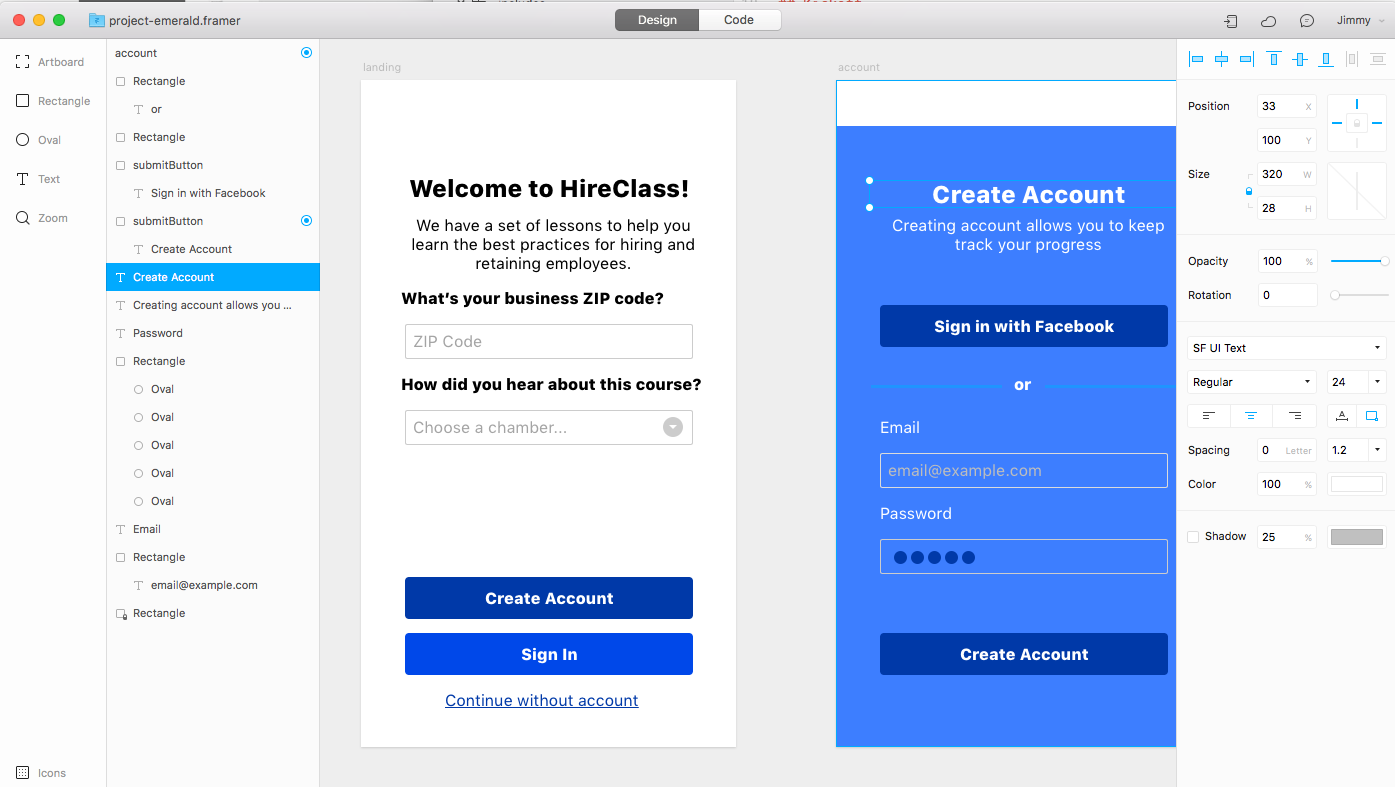 project-emerald.framer
Design
Code
Jimmy
Artboard
Rectangle
Oval
Text
Zoom
Icons
account
Rectangle
or
Rectangle
submitButton
Sign in with Facebook
submitButton
Create Account
Create Account
Creating account allows you ...
Password
Rectangle
Oval
Oval
Oval
Oval
Oval
Email
Rectangle
email@example.com
Rectangle
landing
Welcome to HireClass!
We have a set of lessons to help you
learn the best practices for hiring and
retaining employees.
What's your business ZIP code?
ZIP Code
How did you hear about this course?
Choose a chamber...
Create Account
Sign In
Continue without account
account
Create Account
Creating account allows you to keep
track your progress
Sign in with Facebook
or
Email
email@example.com
Password
Create Account
Position 33 X
100 Y
Size 320 W
28 H
Opacity 100 %
Rotation 0
SF UI Text
Regular 24
Spacing 0 Letter 1.2
Color 100 %
Shadow 25 %